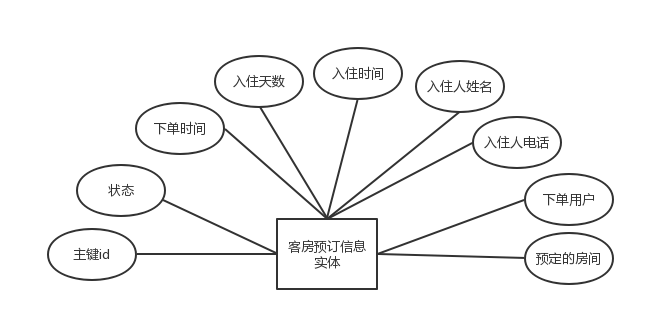 入住天数
入住时间
入住人姓名
下单时间
入住人电话
状态
下单用户
主键id
客房预订信息
实体
预定的房间